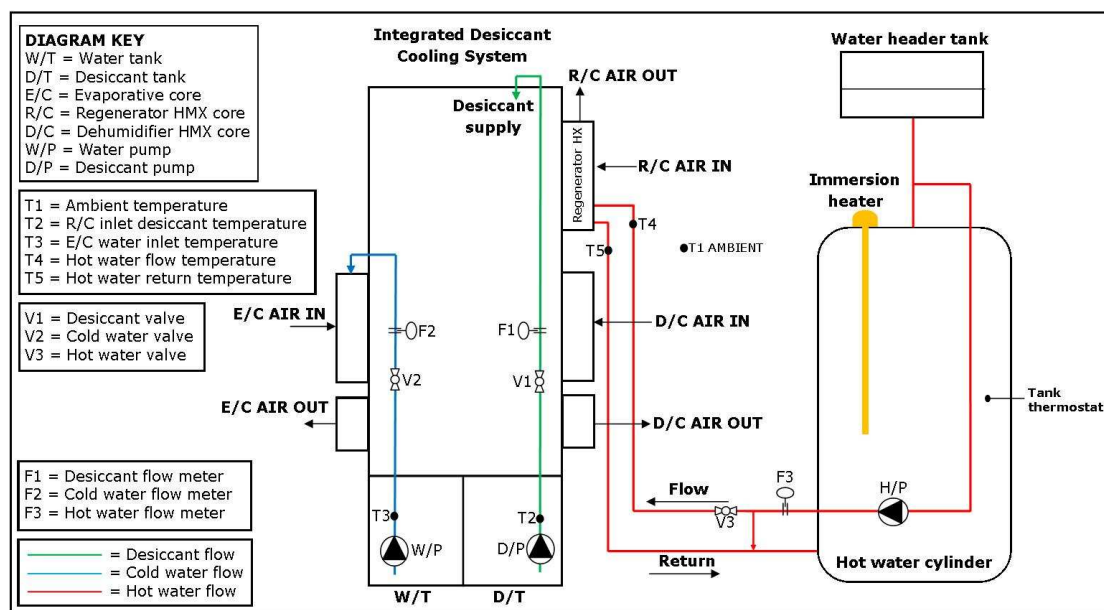 DIAGRAM KEY
W/T = Water tank
D/T = Desiccant tank
E/C = Evaporative core
R/C = Regenerator HMX core
D/C = Dehumidifier HMX core
W/P = Water pump
D/P = Desiccant pump
T1 = Ambient temperature
T2 = R/C inlet desiccant temperature
T3 = E/C water inlet temperature
T4 = Hot water flow temperature
T5 = Hot water return temperature
V1 = Desiccant valve
V2 = Cold water valve
V3 = Hot water valve
F1 = Desiccant flow meter
F2 = Cold water flow meter
F3 = Hot water flow meter
= Desiccant flow
= Cold water flow
= Hot water flow
Integrated Desiccant
Cooling System
Desiccant
supply
R/C AIR OUT
Regenerator HX
R/C AIR IN
T4
T5
T1 AMBIENT
E/C AIR IN
F2
F1
D/C AIR IN
V2
V1
E/C AIR OUT
D/C AIR OUT
T3
T2
W/P
D/P
W/T
D/T
Flow
V3
F3
H/P
Return
Water header tank
Immersion
heater
Tank
thermostat
Hot water cylinder